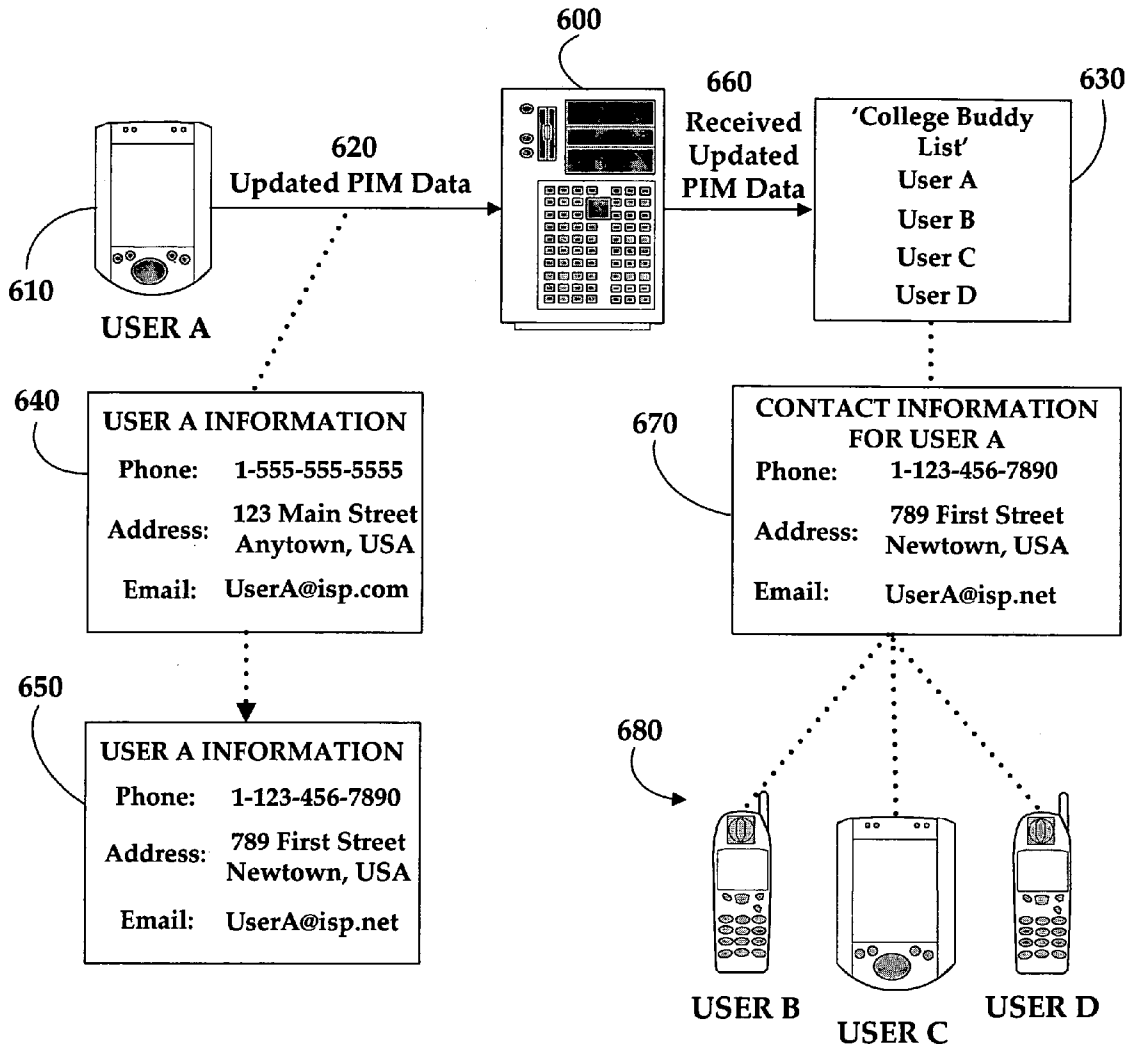 600
660
Received
Updated
PIM Data
630
'College Buddy
List'
User A
User B
User C
User D
620
Updated PIM Data
610
USER A
640
USER A INFORMATION
Phone: 1-555-555-5555
Address: 123 Main Street
Anytown, USA
Email: UserA@isp.com
650
USER A INFORMATION
Phone: 1-123-456-7890
Address: 789 First Street
Newtown, USA
Email: UserA@isp.net
670
CONTACT INFORMATION
FOR USER A
Phone: 1-123-456-7890
Address: 789 First Street
Newtown, USA
Email: UserA@isp.net
680
USER B
USER C
USER D